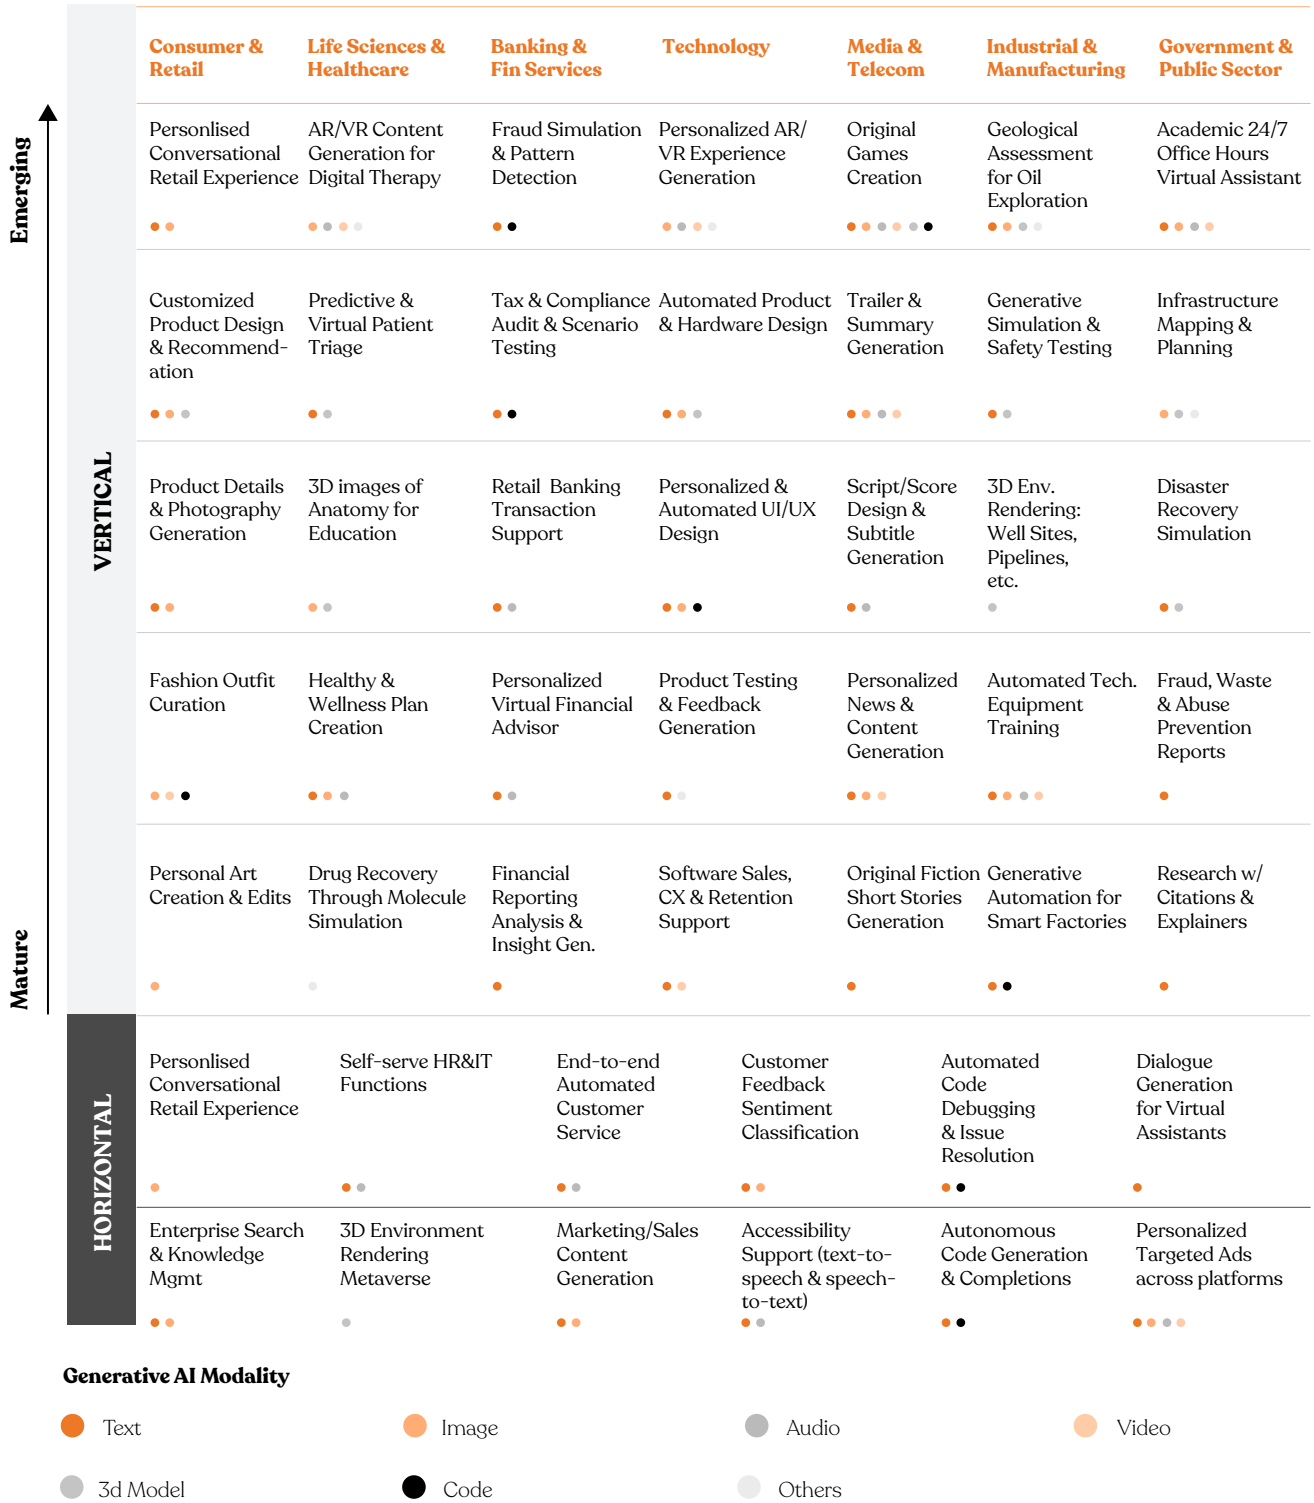 Consumer &
Retail
Life Sciences &
Healthcare
Banking &
Fin Services
Technology
Media &
Telecom
Industrial &
Manufacturing
Government &
Public Sector
Emerging
Mature
VERTICAL
Personlised
Conversational
Retail Experience
AR/VR Content
Generation for
Digital Therapy
Fraud Simulation
& Pattern
Detection
Personalized AR/
VR Experience
Generation
Original
Games
Creation
Geological
Assessment
for Oil
Exploration
Academic 24/7
Office Hours
Virtual Assistant
Customized
Product Design
& Recommend-
ation
Predictive &
Virtual Patient
Triage
Tax & Compliance
Audit & Scenario
Testing
Automated Product
& Hardware Design
Trailer &
Summary
Generation
Generative
Simulation &
Safety Testing
Infrastructure
Mapping &
Planning
Product Details
& Photography
Generation
3D images of
Anatomy for
Education
Retail Banking
Transaction
Support
Personalized &
Automated UI/UX
Design
Script/Score
Design &
Subtitle
Generation
3D Env.
Rendering:
Well Sites,
Pipelines,
etc.
Disaster
Recovery
Simulation
Fashion Outfit
Curation
Healthy &
Wellness Plan
Creation
Personalized
Virtual Financial
Advisor
Product Testing
& Feedback
Generation
Personalized
News &
Content
Generation
Automated Tech.
Equipment
Training
Fraud, Waste
& Abuse
Prevention
Reports
Personal Art
Creation & Edits
Drug Recovery
Through Molecule
Simulation
Financial
Reporting
Analysis &
Insight Gen.
Software Sales,
CX & Retention
Support
Original Fiction
Short Stories
Generation
Generative
Automation for
Smart Factories
Research w/
Citations &
Explainers
HORIZONTAL
Personlised
Conversational
Retail Experience
Self-serve HR&IT
Functions
End-to-end
Automated
Customer
Service
Customer
Feedback
Sentiment
Classification
Automated
Code
Debugging
& Issue
Resolution
Dialogue
Generation
for Virtual
Assistants
Enterprise Search
& Knowledge
Mgmt
3D Environment
Rendering
Metaverse
Marketing/Sales
Content
Generation
Accessibility
Support (text-to-
speech & speech-
to-text)
Autonomous
Code Generation
& Completions
Personalized
Targeted Ads
across platforms
Generative AI Modality
Text
Image
Audio
Video
3d Model
Code
Others